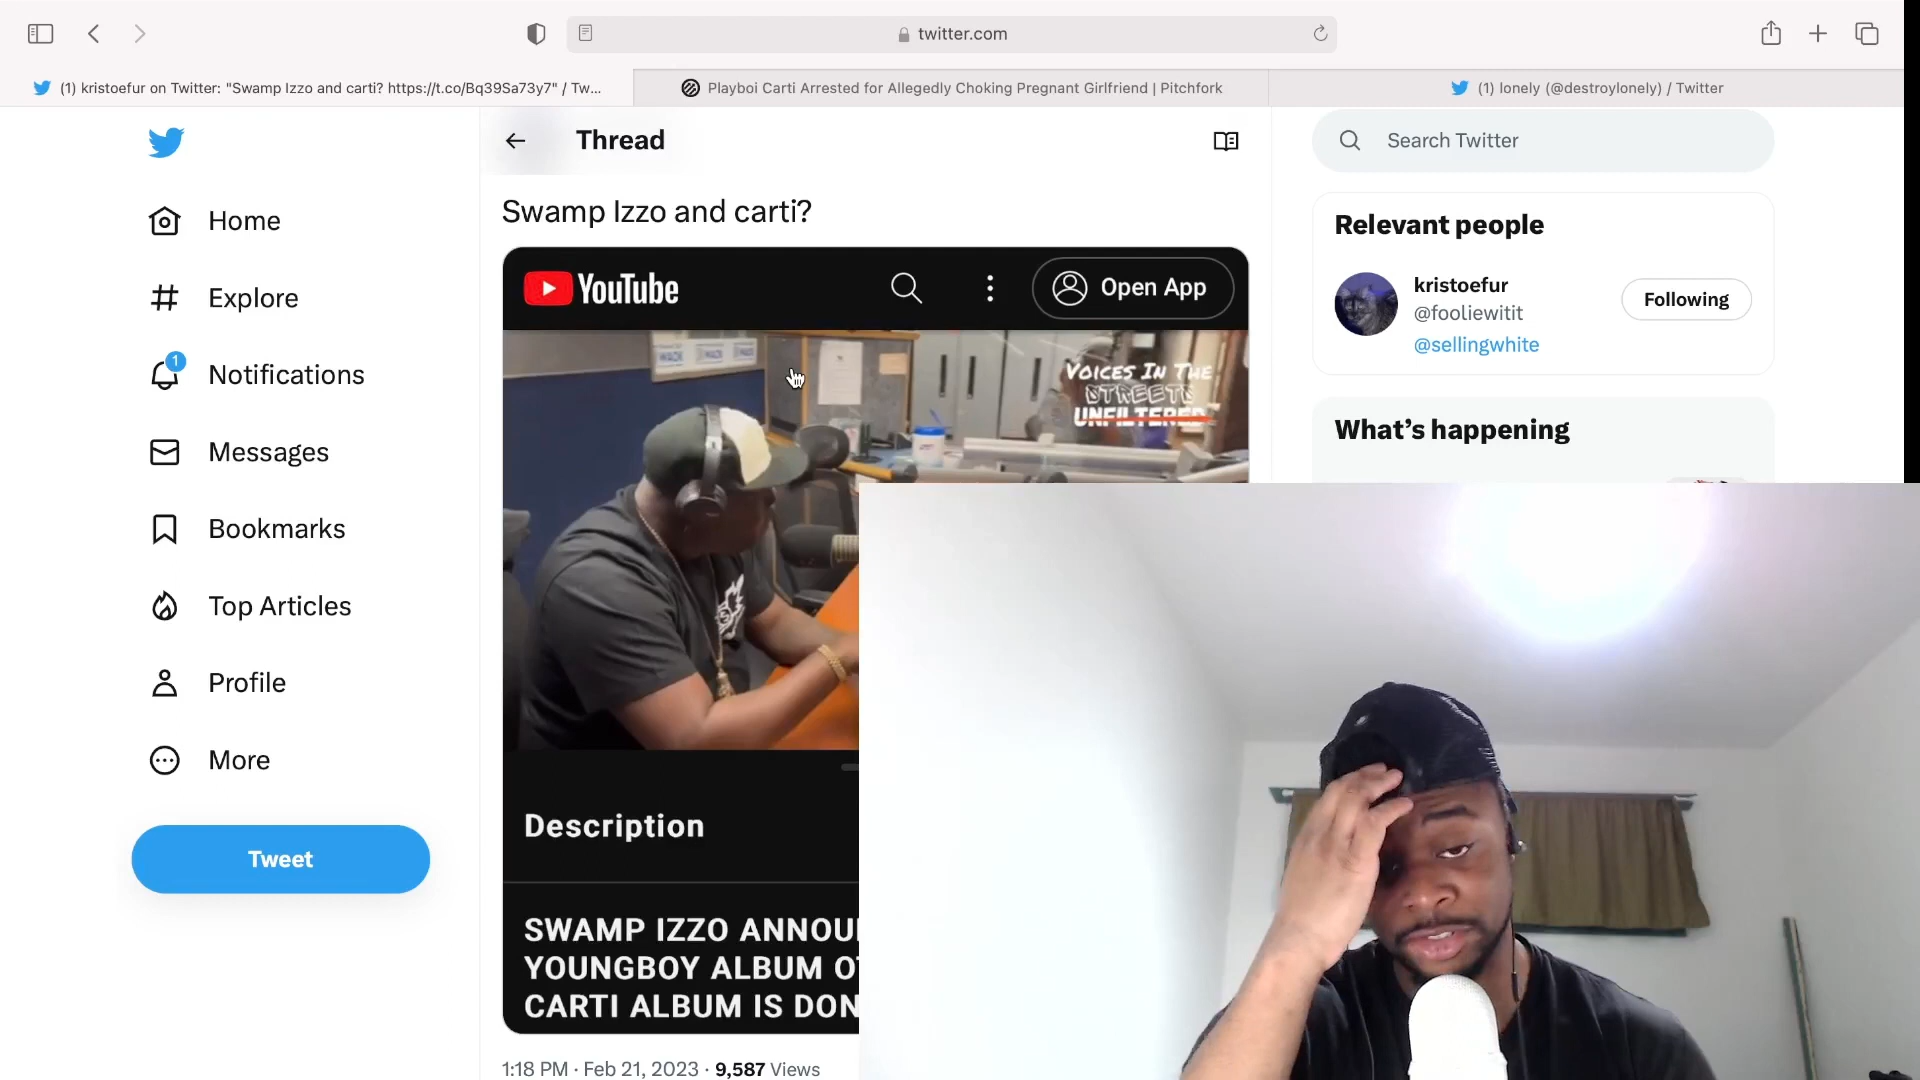 twitter.com
(1) kristoefur on Twitter: "Swamp Izzo and carti? https://t.co/Bq39Sa73y7" / Tw...
Playboi Carti Arrested for Allegedly Choking Pregnant Girlfriend | Pitchfork
(1) lonely (@destroylonely) / Twitter
Home
Explore
1
Notifications
Messages
Bookmarks
Top Articles
Profile
More
Tweet
Thread
Swamp Izzo and carti?
YouTube
Open App
VOICES IN THE
STREETS
UNFILTERED
Description
SWAMP IZZO ANNOU
YOUNGBOY ALBUM
CARTI ALBUM IS DON
1:18 PM · Feb 21, 2023 · 9,587 Views
Search Twitter
Relevant people
kristoefur
@fooliewitit
@sellingwhite
Following
What's happening